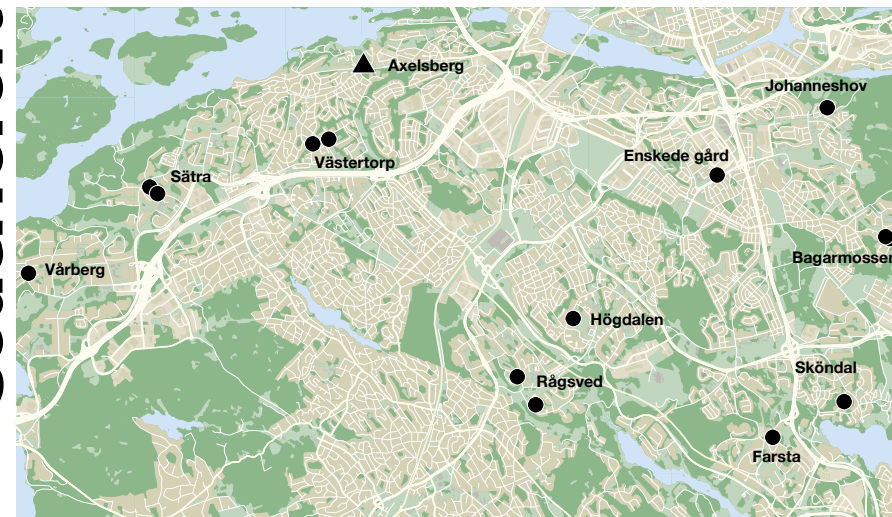 Axelsberg
Johanneshov
Västertorp
Enskede gård
Sätra
Bagarmossen
Vårberg
Högdalen
Sköndal
Rågsved
Farsta